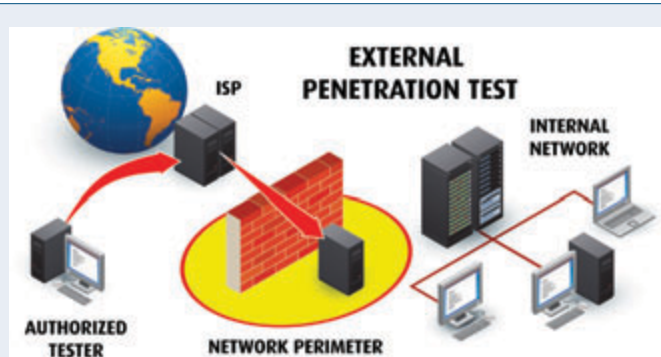 EXTERNAL
PENETRATION TEST
ISP
INTERNAL
NETWORK
AUTHORIZED
TESTER
NETWORK PERIMETER